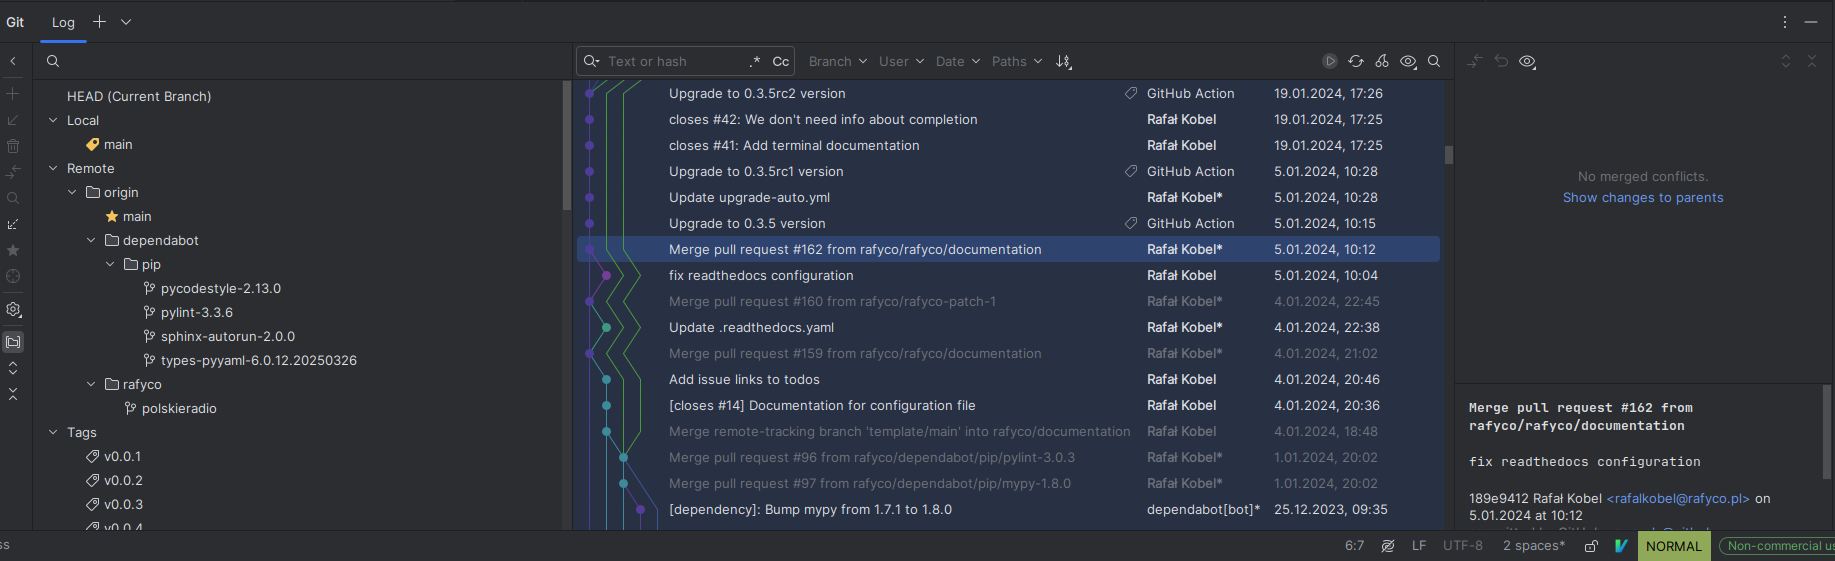 Git Log
Text or hash .* Cc Branch User Date Paths
HEAD (Current Branch)
Local
main
Remote
origin
main
dependabot
pip
pycodestyle-2.13.0
pylint-3.3.6
sphinx-autorun-2.0.0
types-pyyaml-6.0.12.20250326
rafyco
polskieradio
Tags
v0.0.1
v0.0.2
v0.0.3
v0.0.4
Upgrade to 0.3.5rc2 version GitHub Action 19.01.2024, 17:26
closes #42: We don't need info about completion Rafał Kobel 19.01.2024, 17:25
closes #41: Add terminal documentation Rafał Kobel 19.01.2024, 17:25
Upgrade to 0.3.5rc1 version GitHub Action 5.01.2024, 10:28
Update upgrade-auto.yml Rafał Kobel* 5.01.2024, 10:28
Upgrade to 0.3.5 version GitHub Action 5.01.2024, 10:15
Merge pull request #162 from rafyco/rafyco/documentation Rafał Kobel* 5.01.2024, 10:12
fix readthedocs configuration Rafał Kobel 5.01.2024, 10:04
Merge pull request #160 from rafyco/rafyco-patch-1 Rafał Kobel* 4.01.2024, 22:45
Update .readthedocs.yaml Rafał Kobel* 4.01.2024, 22:38
Merge pull request #159 from rafyco/rafyco/documentation Rafał Kobel* 4.01.2024, 21:02
Add issue links to todos Rafał Kobel 4.01.2024, 20:46
[closes #14] Documentation for configuration file Rafał Kobel 4.01.2024, 20:36
Merge remote-tracking branch 'template/main' into rafyco/documentation Rafał Kobel 4.01.2024, 18:48
Merge pull request #96 from rafyco/dependabot/pip/pylint-3.0.3 Rafał Kobel* 1.01.2024, 20:02
Merge pull request #97 from rafyco/dependabot/pip/mypy-1.8.0 Rafał Kobel* 1.01.2024, 20:02
[dependency]: Bump mypy from 1.7.1 to 1.8.0 dependabot[bot]* 25.12.2023, 09:35
No merged conflicts.
Show changes to parents
Merge pull request #162 from
rafyco/rafyco/documentation
fix readthedocs configuration
189e9412 Rafał Kobel <rafalkobel@rafyco.pl> on
5.01.2024 at 10:12
ss 6:7 LF UTF-8 2 spaces* NORMAL Non-commercial us